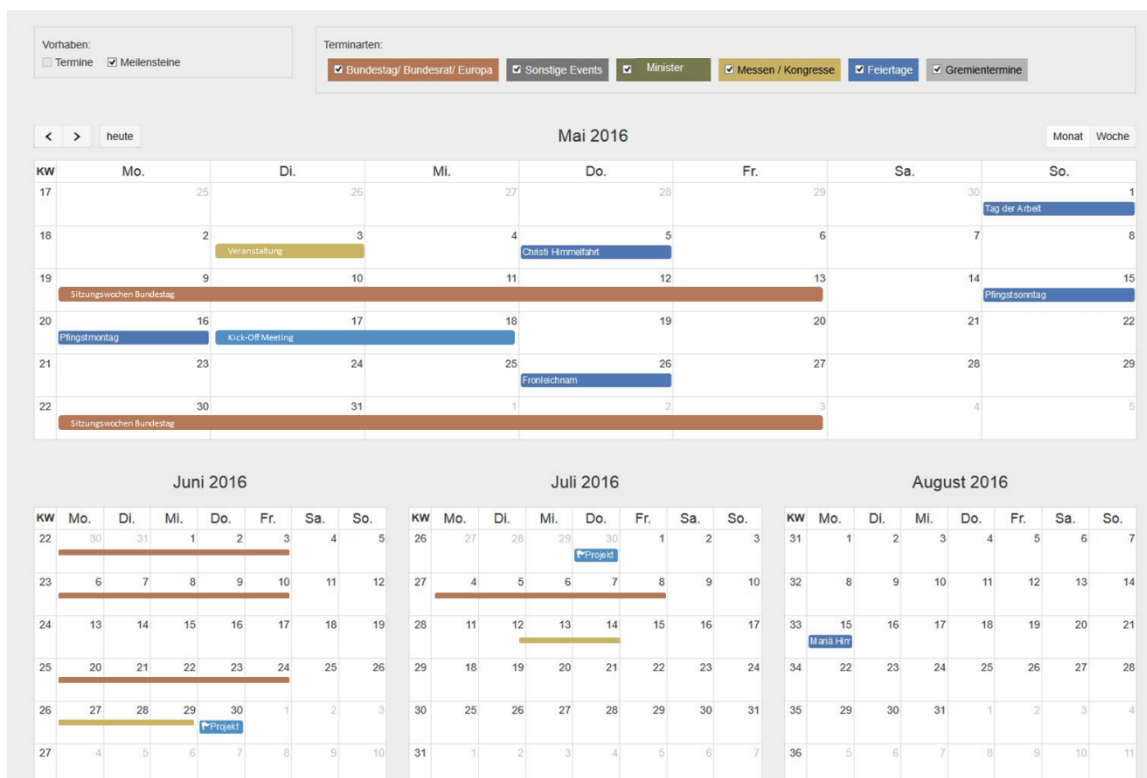 Vorhaben:
Termine Meilensteine
Terminarten:
Bundestag/ Bundesrat/ Europa Sonstige Events Minister Messen / Kongresse Feiertage Gremientermine
< > heute
Mai 2016
Monat Woche
KW Mo. Di. Mi. Do. Fr. Sa. So.
17 25 26 27 28 29 30 1
Tag der Arbeit
18 2 3 4 5 6 7 8
Veranstaltung Christi Himmelfahrt
19 9 10 11 12 13 14 15
Sitzungswochen Bundestag Pfingstsonntag
20 16 17 18 19 20 21 22
Pfingstmontag Kick-Off Meeting
21 23 24 25 26 27 28 29
Fronleichnam
22 30 31 1 2 3 4 5
Sitzungswochen Bundestag
Juni 2016
KW Mo. Di. Mi. Do. Fr. Sa. So.
22 30 31 1 2 3 4 5
23 6 7 8 9 10 11 12
24 13 14 15 16 17 18 19
25 20 21 22 23 24 25 26
26 27 28 29 30 1 2 3
Projekt
27 4 5 6 7 8 9 10
Juli 2016
KW Mo. Di. Mi. Do. Fr. Sa. So.
26 27 28 29 30 1 2 3
Projekt
27 4 5 6 7 8 9 10
28 11 12 13 14 15 16 17
29 18 19 20 21 22 23 24
30 25 26 27 28 29 30 31
31 1 2 3 4 5 6 7
August 2016
KW Mo. Di. Mi. Do. Fr. Sa. So.
31 1 2 3 4 5 6 7
32 8 9 10 11 12 13 14
33 15 16 17 18 19 20 21
Mariä Him
34 22 23 24 25 26 27 28
35 29 30 31 1 2 3 4
36 5 6 7 8 9 10 11